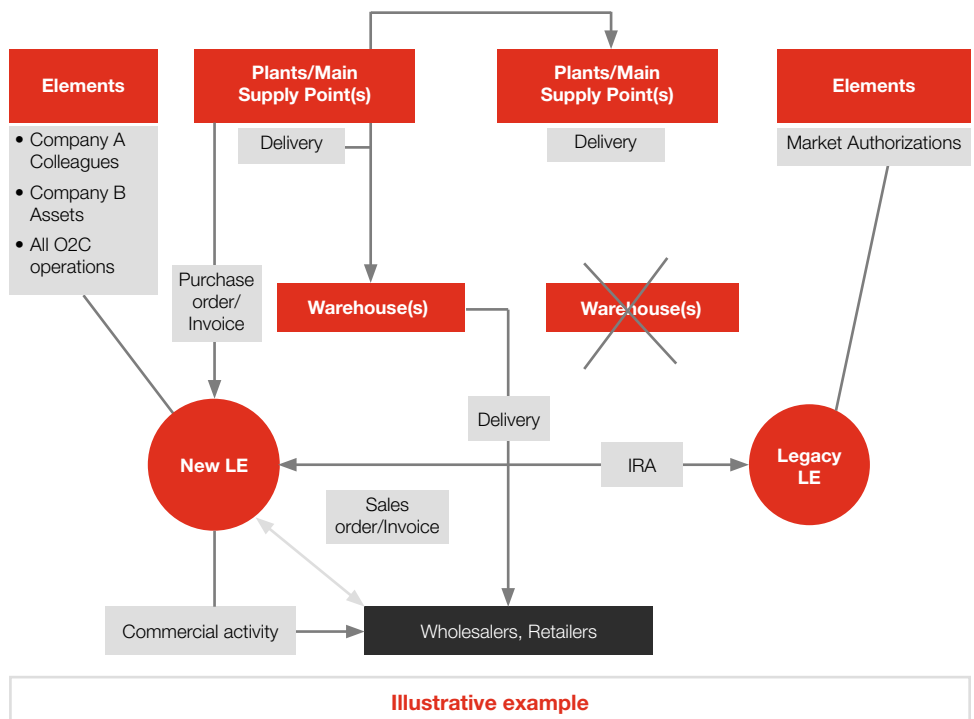 Elements
Plants/Main
Supply Point(s)
Plants/Main
Supply Point(s)
Elements
• Company A
Colleagues
• Company B
Assets
• All O2C
operations
Delivery
Delivery
Market Authorizations
Purchase
order/
Invoice
Warehouse(s)
Warehouse(s)
Delivery
New LE
IRA
Legacy
LE
Sales
order/Invoice
Commercial activity
Wholesalers, Retailers
Illustrative example